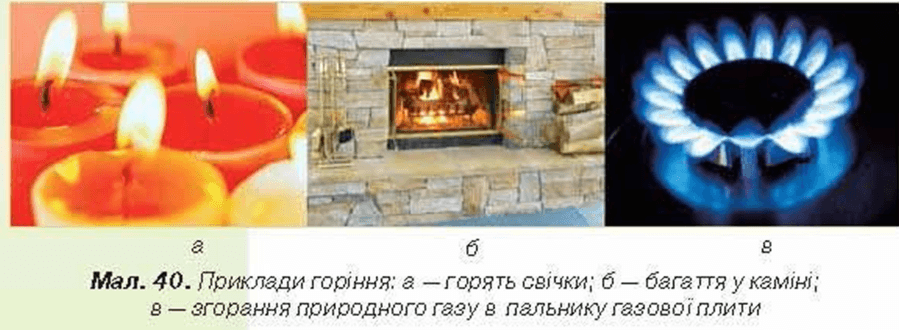 а
б
в
Мал. 40. Приклади горіння: а — горять свічки; б — багаття у каміні;
в — згорання природного газу в пальнику газової плити